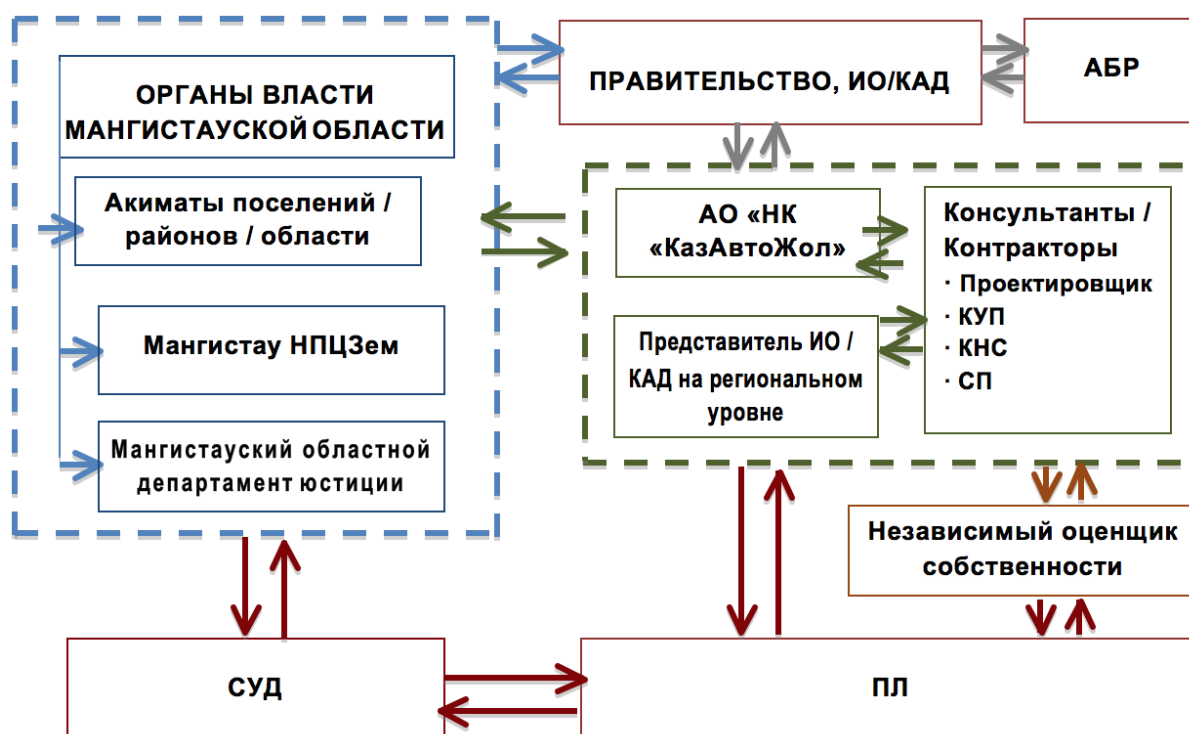 ОРГАНЫ ВЛАСТИ
МАНГИСТАУСКОЙ ОБЛАСТИ
Акиматы поселений /
районов / области
Мангистау НПЦЗем
Мангистауский областной
департамент юстиции
ПРАВИТЕЛЬСТВО, ИО/КАД
АБР
АО «НК
«КазАвтоЖол»
Представитель ИО /
КАД на региональном
уровне
Консультанты /
Контракторы
· Проектировщик
· КУП
· КНС
· СП
Независимый оценщик
собственности
СУД
ПЛ